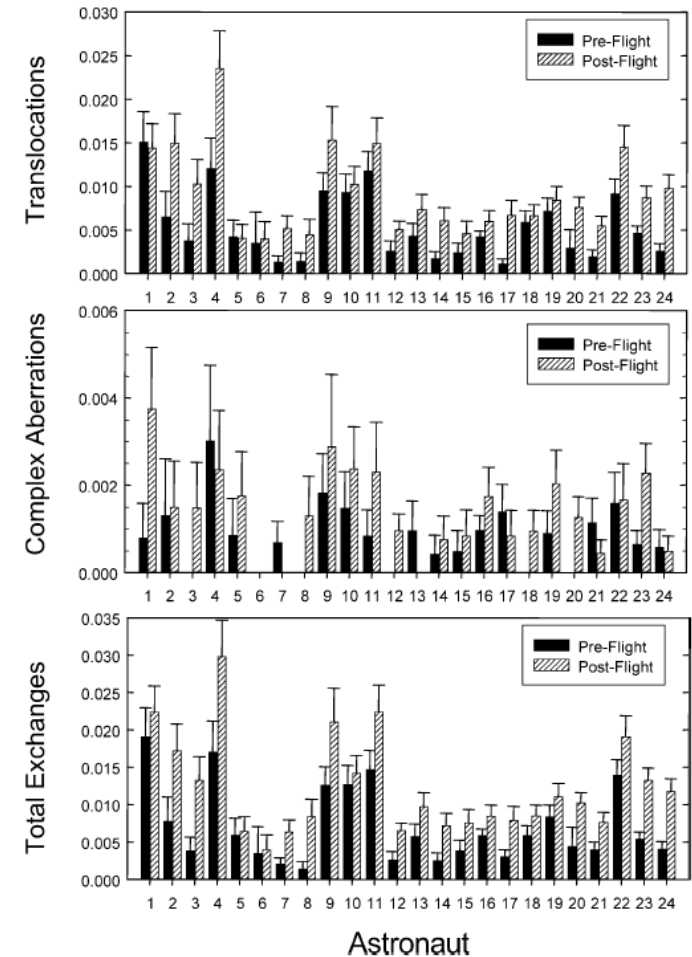 Translocations
0.030
0.025
0.020
0.015
0.010
0.005
0.000
Pre-Flight
Post-Flight
1 2 3 4 5 6 7 8 9 10 11 12 13 14 15 16 17 18 19 20 21 22 23 24
Complex Aberrations
0.006
0.004
0.002
0.000
Pre-Flight
Post-Flight
1 2 3 4 5 6 7 8 9 10 11 12 13 14 15 16 17 18 19 20 21 22 23 24
Total Exchanges
0.035
0.030
0.025
0.020
0.015
0.010
0.005
0.000
Pre-Flight
Post-Flight
1 2 3 4 5 6 7 8 9 10 11 12 13 14 15 16 17 18 19 20 21 22 23 24
Astronaut